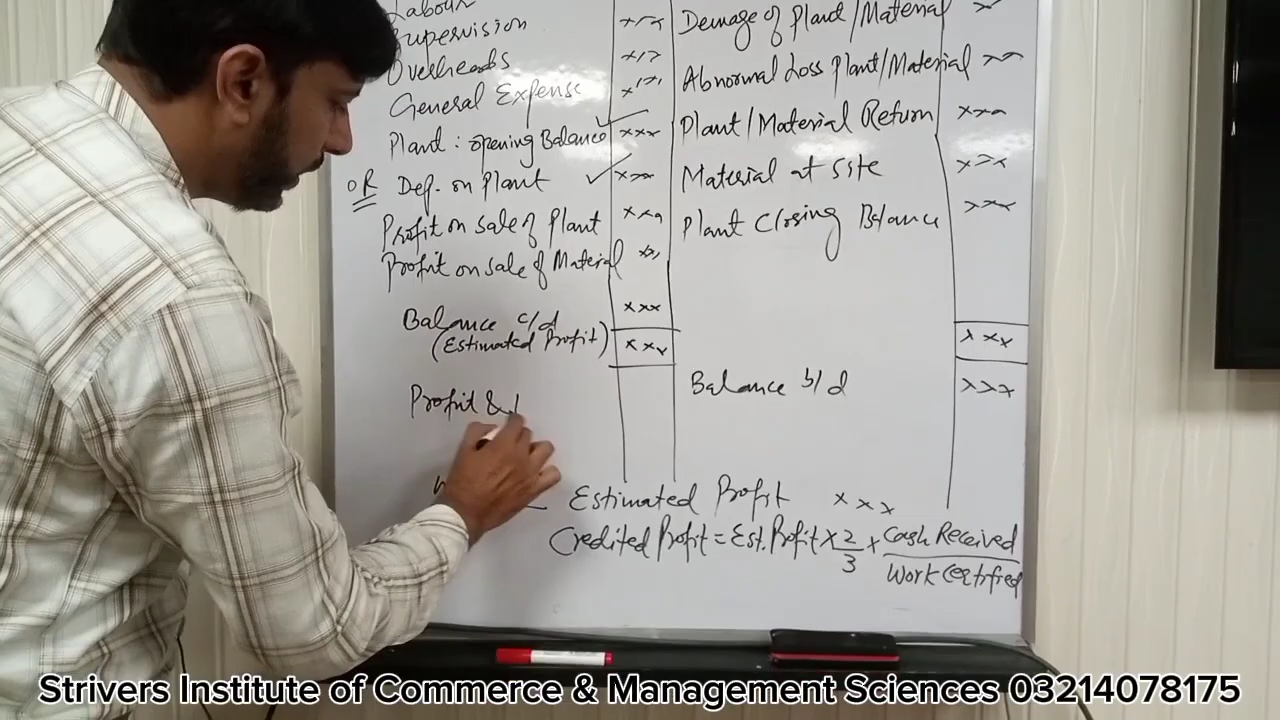 Labour
Supervision ×××
Overheads ×××
General Expense ×××
Plant : opening Balance ×××
OR Dep. on Plant ×××
Profit on sale of Plant ×××
Profit on sale of Material ××
Balance c/d ×××
(Estimated Profit) ×××
Profit &
Demage of Plant/Material
Abnormal Loss Plant/Material ××
Plant/Material Return ×××
Material at Site ×××
Plant Closing Balance ×××
×××
Balance b/d ×××
Estimated Profit ×××
Credited Profit = Est. Profit × 2/3 × Cash Received/Work Certified
Strivers Institute of Commerce & Management Sciences 03214078175